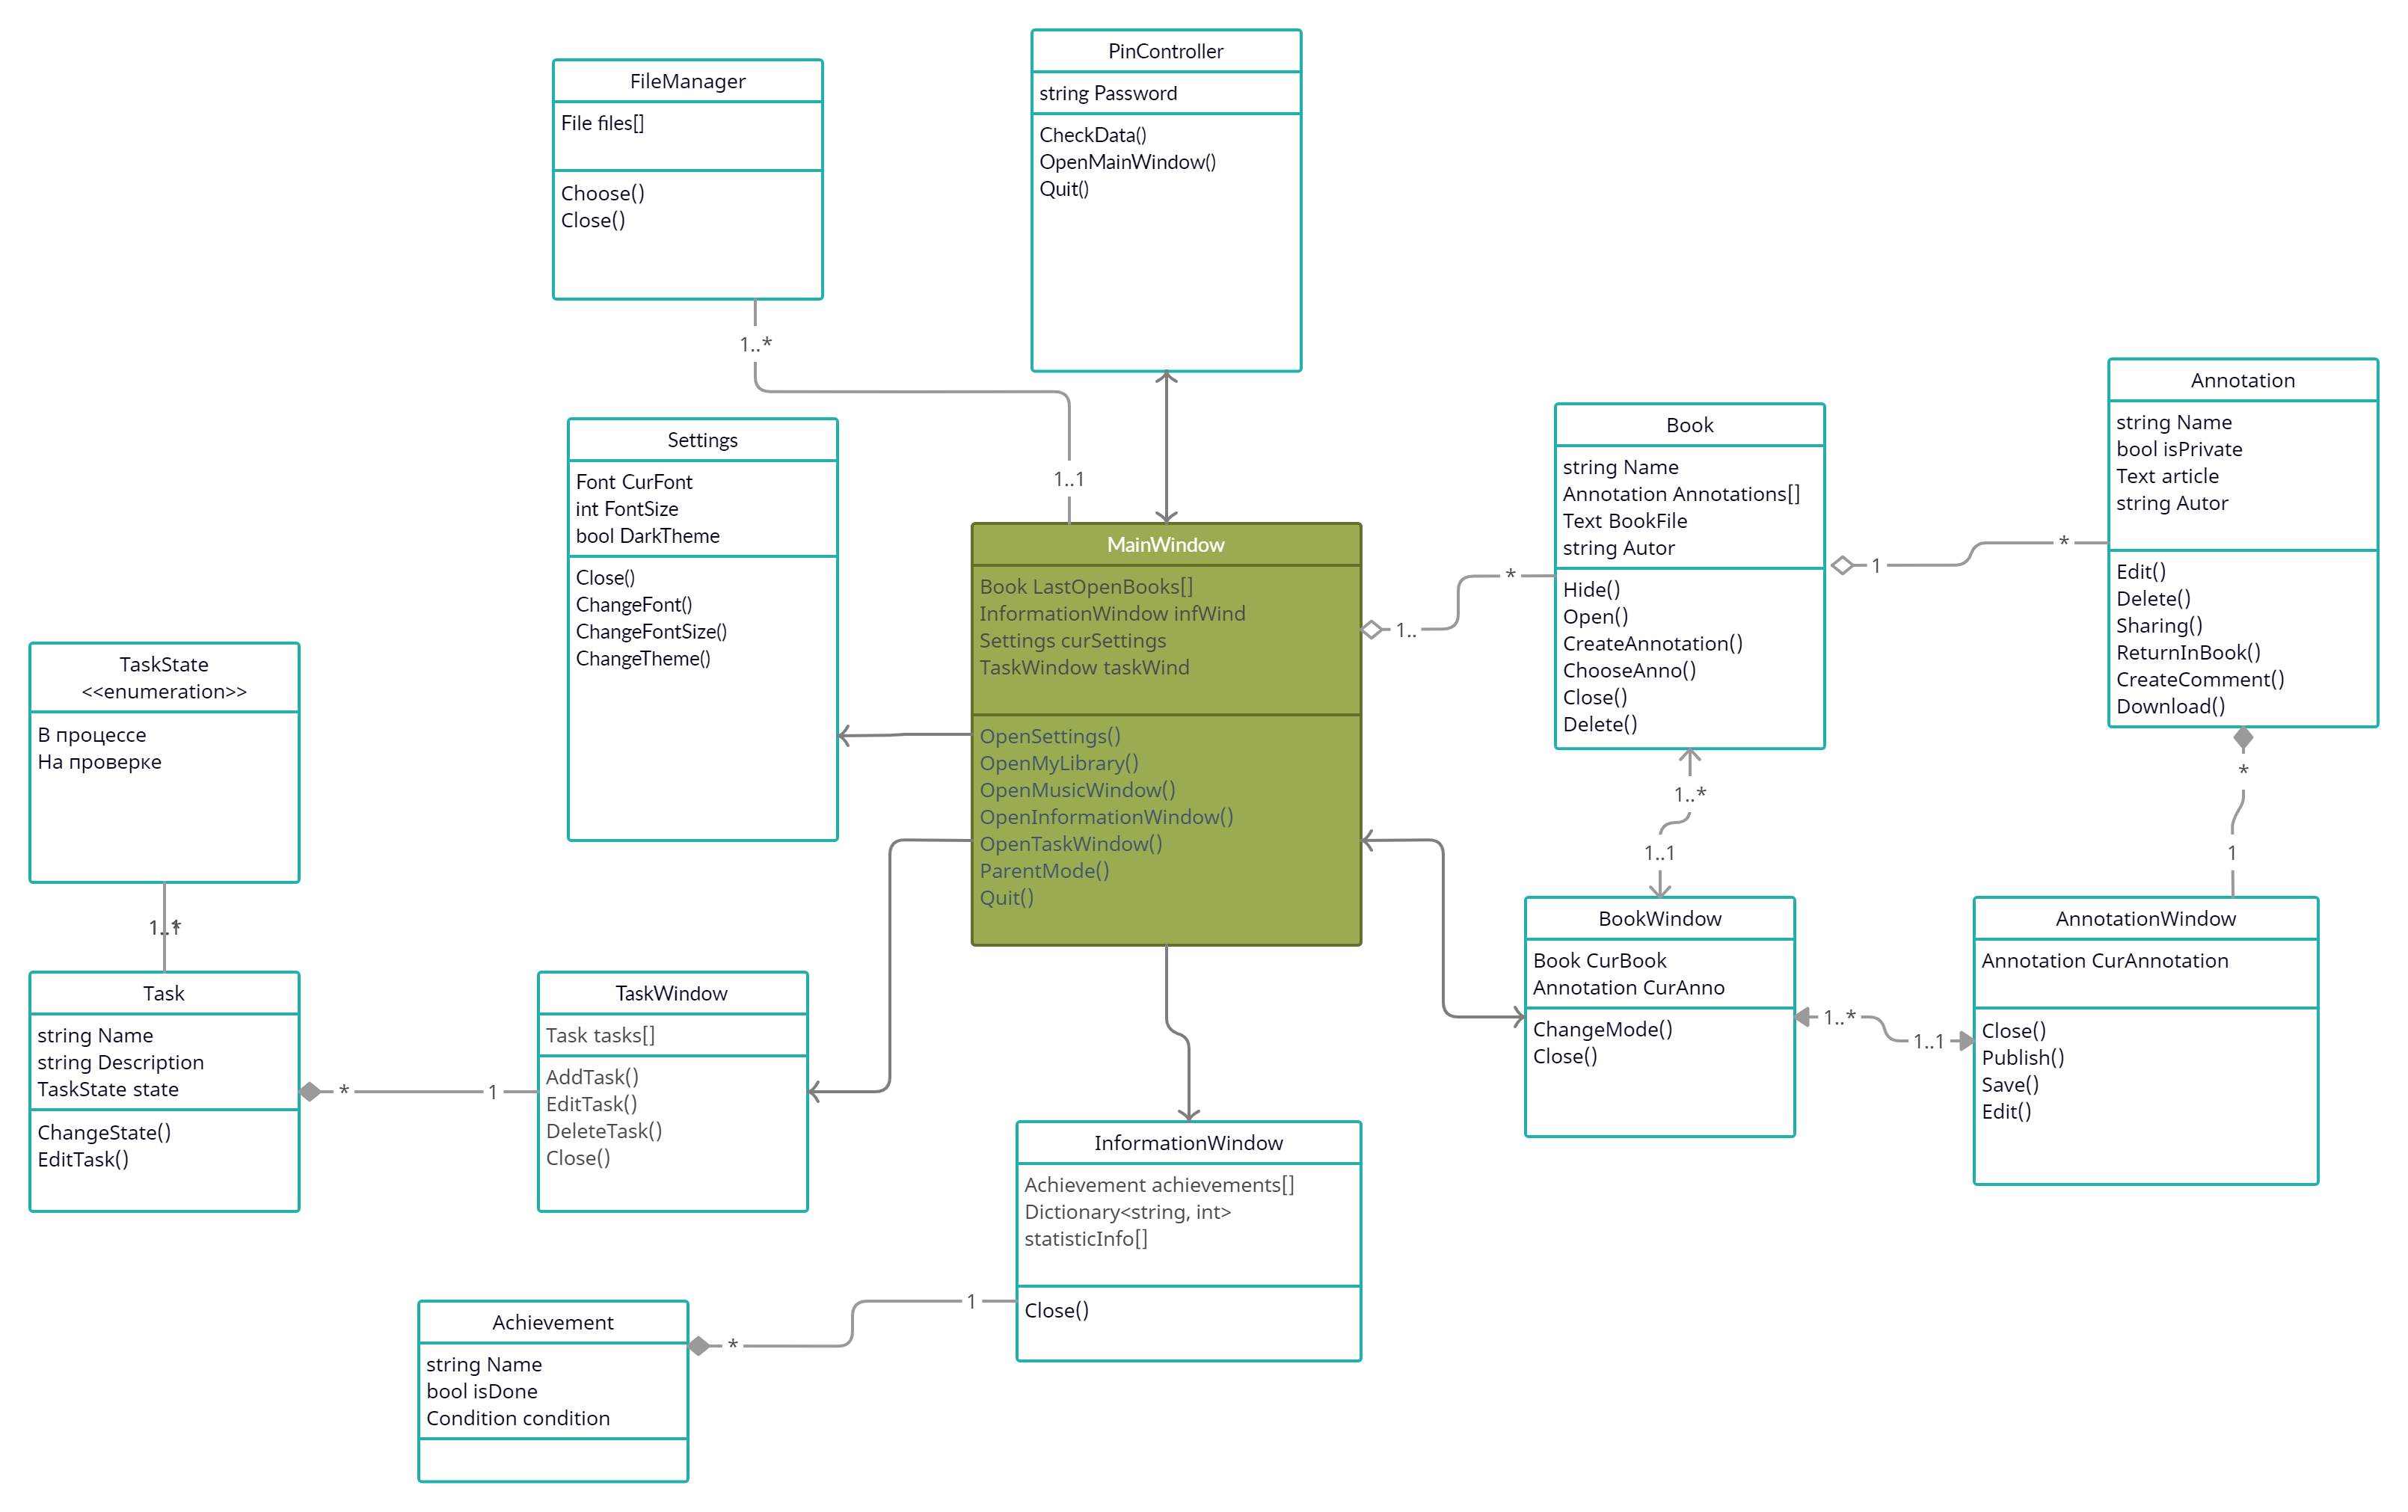 PinController
string Password
CheckData()
OpenMainWindow()
Quit()
FileManager
File files[]
Choose()
Close()
1..*
1..1
Settings
Font CurFont
int FontSize
bool DarkTheme
Close()
ChangeFont()
ChangeFontSize()
ChangeTheme()
MainWindow
Book LastOpenBooks[]
InformationWindow infWind
Settings curSettings
TaskWindow taskWind
OpenSettings()
OpenMyLibrary()
OpenMusicWindow()
OpenInformationWindow()
OpenTaskWindow()
ParentMode()
Quit()
1..
*
Book
string Name
Annotation Annotations[]
Text BookFile
string Autor
Hide()
Open()
CreateAnnotation()
ChooseAnno()
Close()
Delete()
1
*
Annotation
string Name
bool isPrivate
Text article
string Autor
Edit()
Delete()
Sharing()
ReturnInBook()
CreateComment()
Download()
*
1
1..*
1..1
TaskState
<<enumeration>>
В процессе
На проверке
Task
string Name
string Description
TaskState state
ChangeState()
EditTask()
*
1
TaskWindow
Task tasks[]
AddTask()
EditTask()
DeleteTask()
Close()
BookWindow
Book CurBook
Annotation CurAnno
ChangeMode()
Close()
1..*
1..1
AnnotationWindow
Annotation CurAnnotation
Close()
Publish()
Save()
Edit()
InformationWindow
Achievement achievements[]
Dictionary<string, int>
statisticInfo[]
Close()
1
*
Achievement
string Name
bool isDone
Condition condition